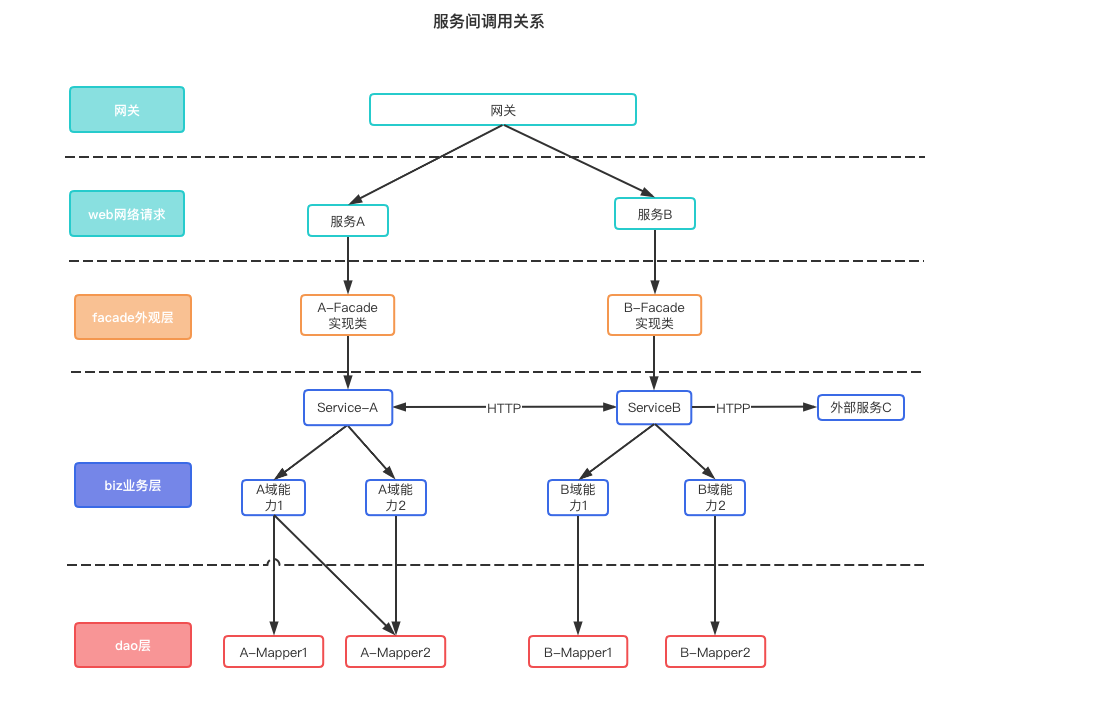 服务间调用关系
网关
网关
web网络请求
服务A
服务B
facade外观层
A-Facade
实现类
B-Facade
实现类
Service-A
HTTP
ServiceB
HTPP
外部服务C
biz业务层
A域能
力1
A域能
力2
B域能
力1
B域能
力2
dao层
A-Mapper1
A-Mapper2
B-Mapper1
B-Mapper2